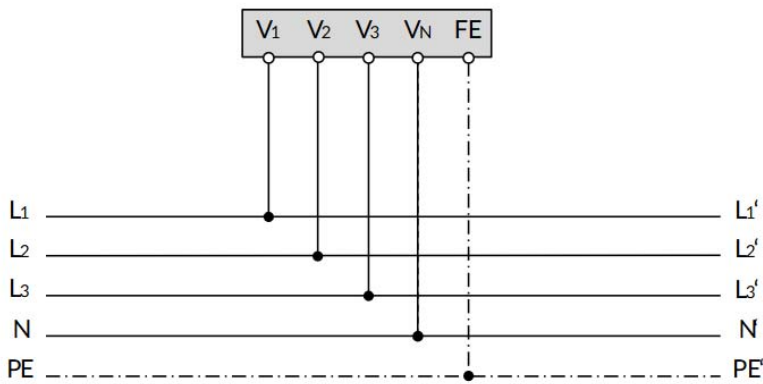 V1 V2 V3 VN FE
L1 L1‘
L2 L2‘
L3 L3‘
N N‘
PE PE‘